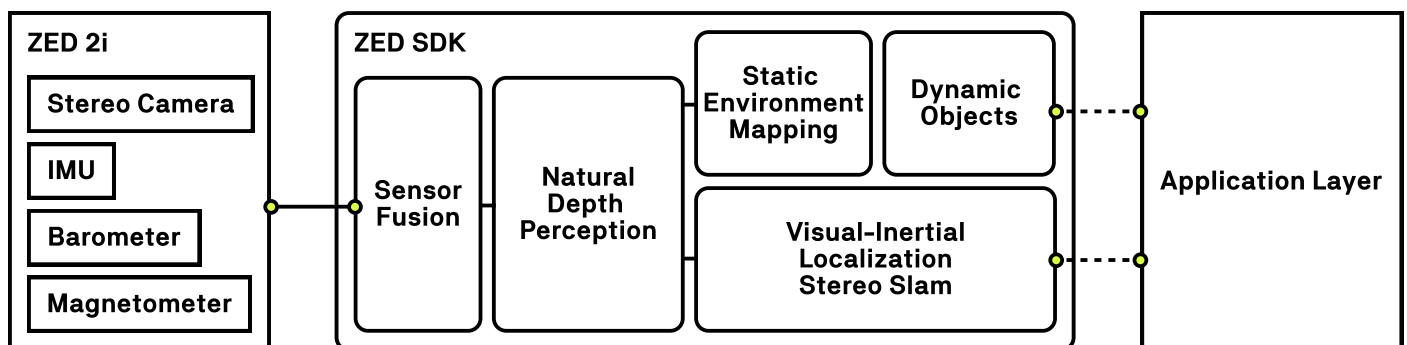 ZED 2i
Stereo Camera
IMU
Barometer
Magnetometer
ZED SDK
Sensor
Fusion
Natural
Depth
Perception
Static
Environment
Mapping
Dynamic
Objects
Visual-Inertial
Localization
Stereo Slam
Application Layer